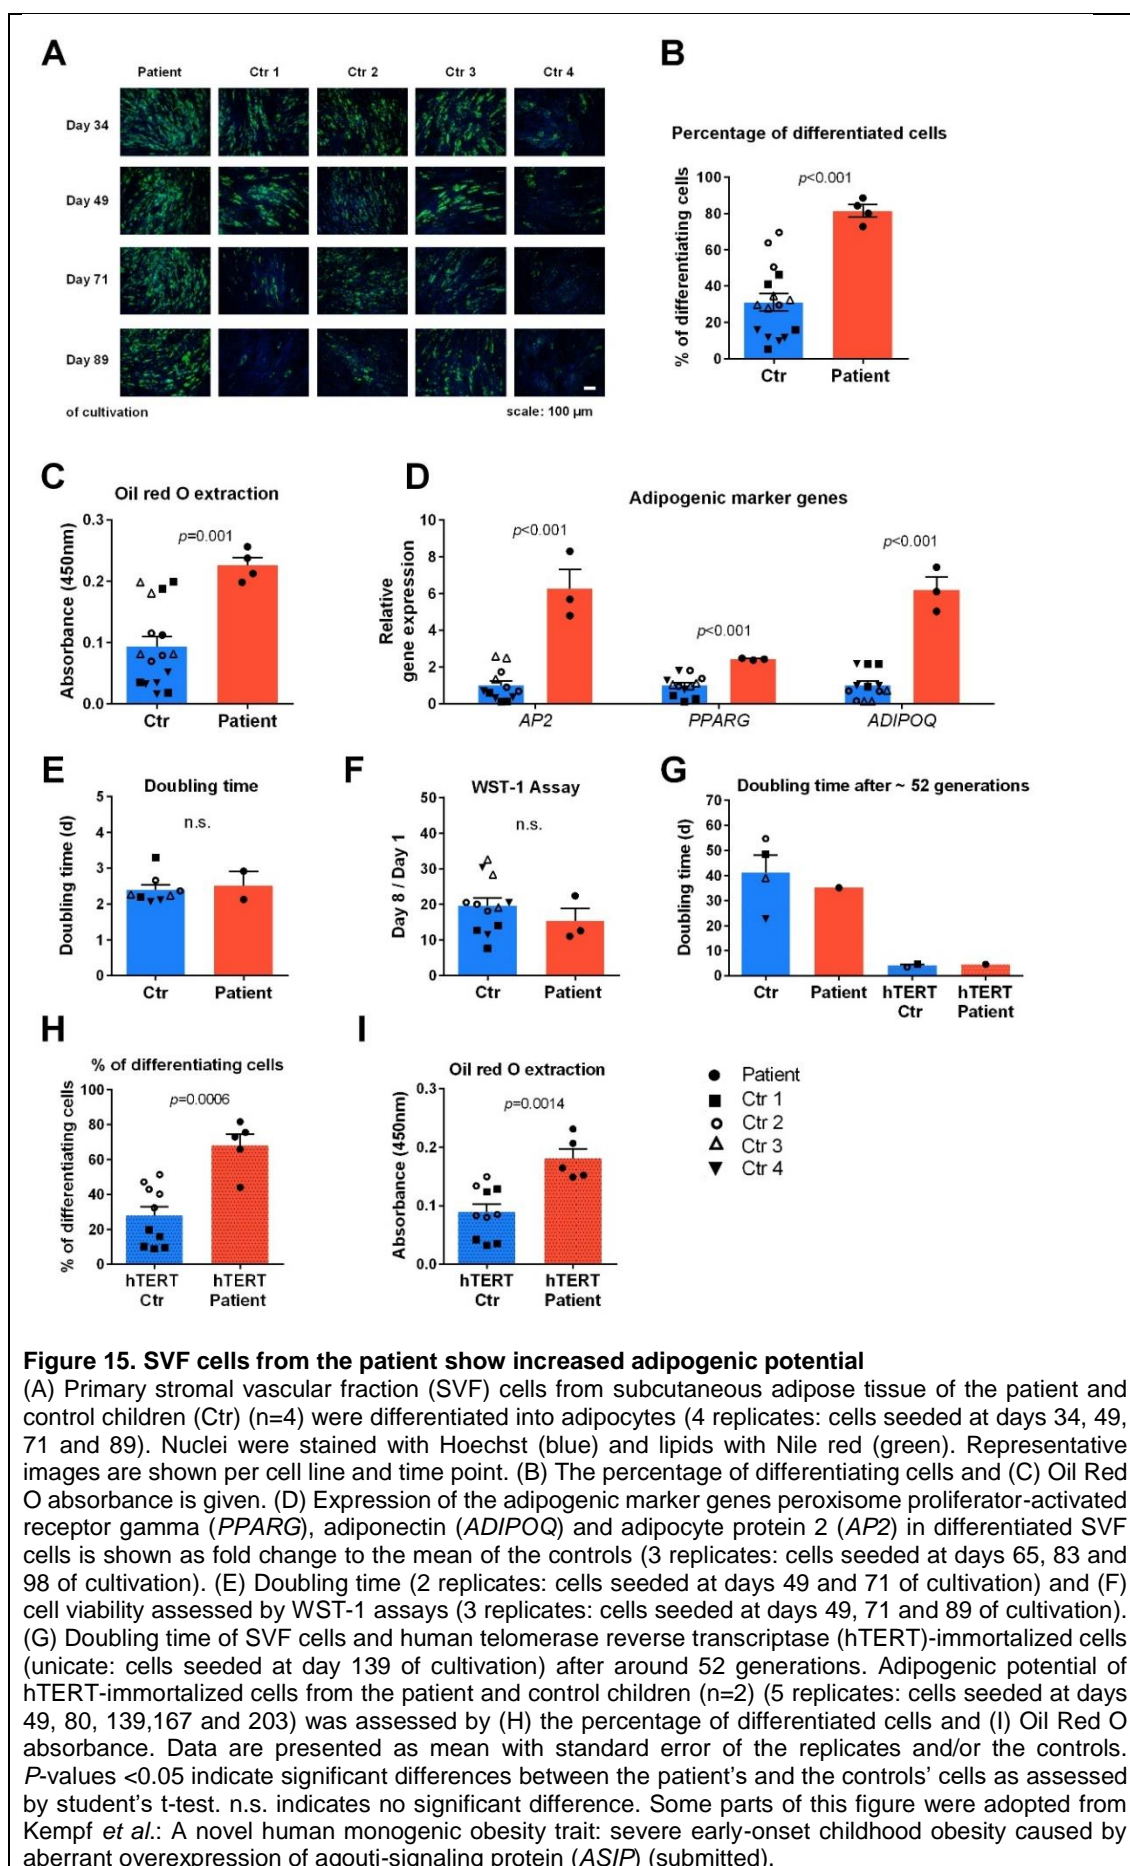 A
Patient Ctr 1 Ctr 2 Ctr 3 Ctr 4
Day 34
Day 49
Day 71
Day 89
of cultivation
scale: 100 µm
B
Percentage of differentiated cells
% of differentiating cells
100
80
60
40
20
0
p<0.001
Ctr Patient
C
Oil red O extraction
Absorbance (450nm)
0.3
0.2
0.1
0.0
p=0.001
Ctr Patient
D
Adipogenic marker genes
Relative
gene expression
10
8
6
4
2
0
p<0.001
p<0.001
p<0.001
AP2 PPARG ADIPOQ
E
Doubling time
Doubling time (d)
5
4
3
2
1
0
n.s.
Ctr Patient
F
WST-1 Assay
Day 8 / Day 1
50
40
30
20
10
0
n.s.
Ctr Patient
G
Doubling time after ~ 52 generations
Doubling time (d)
70
60
50
40
30
20
10
0
Ctr Patient hTERT hTERT
Ctr Patient
H
% of differentiating cells
% of differentiating cells
100
80
60
40
20
0
p=0.0006
hTERT hTERT
Ctr Patient
I
Oil red O extraction
Absorbance (450nm)
0.3
0.2
0.1
0.0
p=0.0014
hTERT hTERT
Ctr Patient
Patient
Ctr 1
Ctr 2
Ctr 3
Ctr 4
Figure 15. SVF cells from the patient show increased adipogenic potential
(A) Primary stromal vascular fraction (SVF) cells from subcutaneous adipose tissue of the patient and
control children (Ctr) (n=4) were differentiated into adipocytes (4 replicates: cells seeded at days 34, 49,
71 and 89). Nuclei were stained with Hoechst (blue) and lipids with Nile red (green). Representative
images are shown per cell line and time point. (B) The percentage of differentiating cells and (C) Oil Red
O absorbance is given. (D) Expression of the adipogenic marker genes peroxisome proliferator-activated
receptor gamma (PPARG), adiponectin (ADIPOQ) and adipocyte protein 2 (AP2) in differentiated SVF
cells is shown as fold change to the mean of the controls (3 replicates: cells seeded at days 65, 83 and
98 of cultivation). (E) Doubling time (2 replicates: cells seeded at days 49 and 71 of cultivation) and (F)
cell viability assessed by WST-1 assays (3 replicates: cells seeded at days 49, 71 and 89 of cultivation).
(G) Doubling time of SVF cells and human telomerase reverse transcriptase (hTERT)-immortalized cells
(unicate: cells seeded at day 139 of cultivation) after around 52 generations. Adipogenic potential of
hTERT-immortalized cells from the patient and control children (n=2) (5 replicates: cells seeded at days
49, 80, 139,167 and 203) was assessed by (H) the percentage of differentiated cells and (I) Oil Red O
absorbance. Data are presented as mean with standard error of the replicates and/or the controls.
P-values <0.05 indicate significant differences between the patient’s and the controls’ cells as assessed
by student’s t-test. n.s. indicates no significant difference. Some parts of this figure were adopted from
Kempf et al.: A novel human monogenic obesity trait: severe early-onset childhood obesity caused by
aberrant overexpression of agouti-signaling protein (ASIP) (submitted).